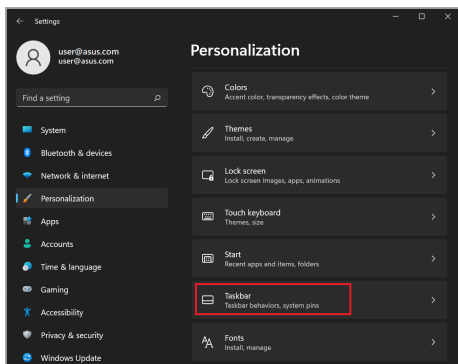 Settings
user@asus.com
user@asus.com
Find a setting
System
Bluetooth & devices
Network & internet
Personalization
Apps
Accounts
Time & language
Gaming
Accessibility
Privacy & security
Windows Update
Personalization
Colors
Accent color, transparency effects, color theme
Themes
Install, create, manage
Lock screen
Lock screen images, apps, animations
Touch keyboard
Themes, size
Start
Recent apps and items, folders
Taskbar
Taskbar behaviors, system pins
Fonts
Install, manage